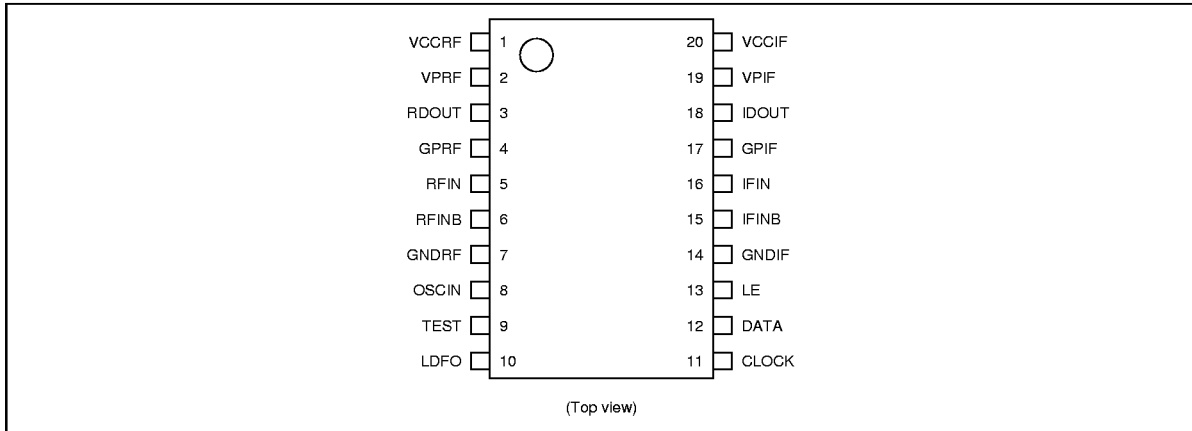 VCCRF 1 20 VCCIF
VPRF 2 19 VPIF
RDOUT 3 18 IDOUT
GPRF 4 17 GPIF
RFIN 5 16 IFIN
RFINB 6 15 IFINB
GNDRF 7 14 GNDIF
OSCIN 8 13 LE
TEST 9 12 DATA
LDFO 10 11 CLOCK
(Top view)